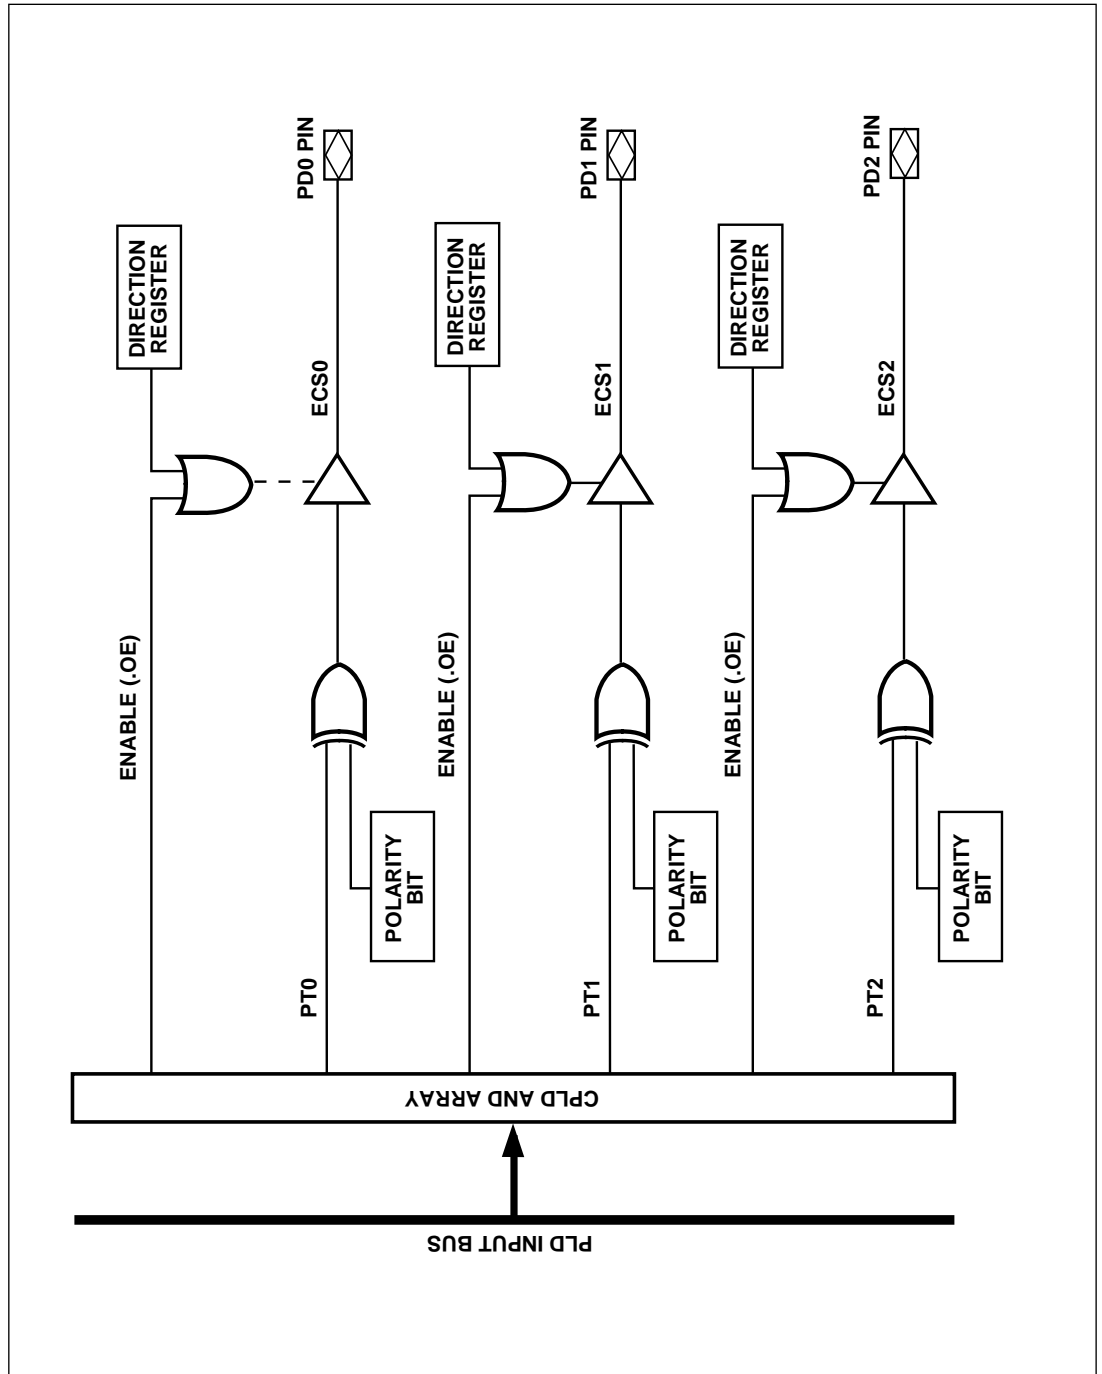 PLD INPUT BUS
CPLD AND ARRAY
ENABLE (.OE)
DIRECTION
REGISTER
PT0
POLARITY
BIT
ECS0
PD0 PIN
ENABLE (.OE)
DIRECTION
REGISTER
PT1
POLARITY
BIT
ECS1
PD1 PIN
ENABLE (.OE)
DIRECTION
REGISTER
PT2
POLARITY
BIT
ECS2
PD2 PIN